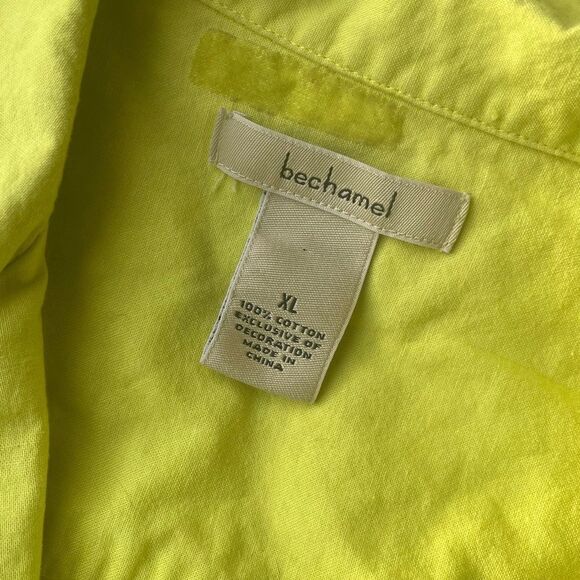 bechamel
XL
100% COTTON
EXCLUSIVE OF
DECORATION
MADE IN
CHINA